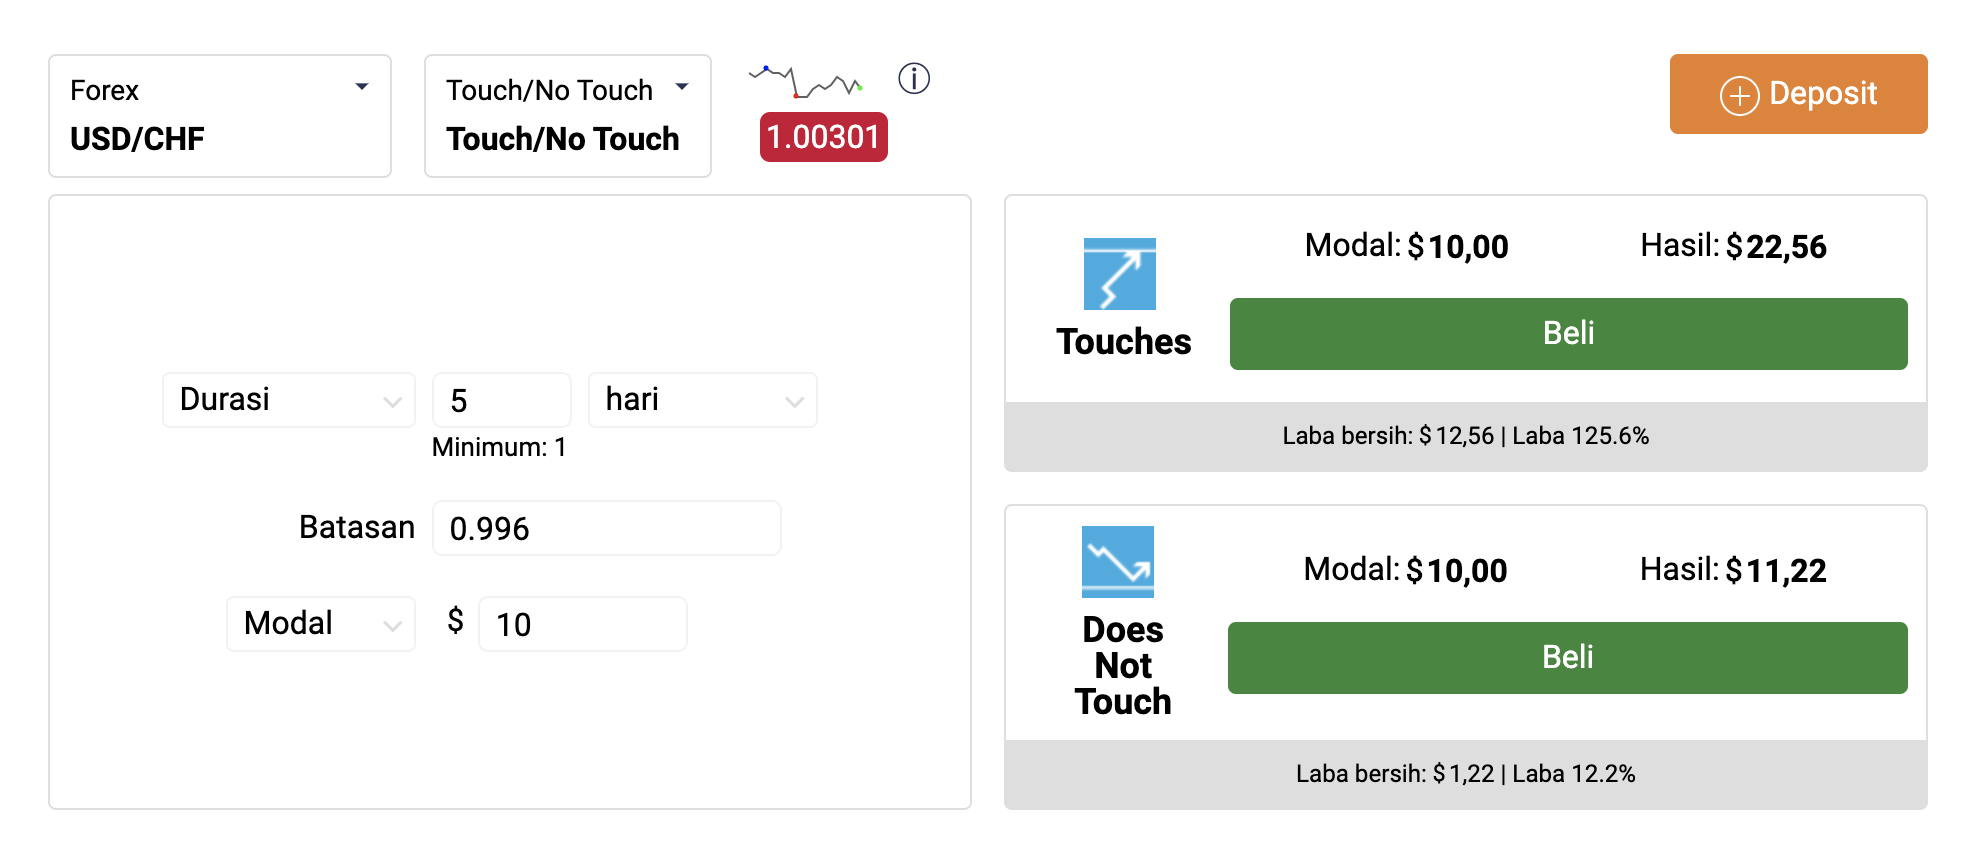 Forex
USD/CHF
Touch/No Touch
Touch/No Touch
1.00301
Deposit
Durasi
5
hari
Minimum: 1
Batasan
0.996
Modal
$
10
Modal: $10,00
Hasil: $22,56
Touches
Beli
Laba bersih: $12,56 | Laba 125.6%
Modal: $10,00
Hasil: $11,22
Does
Not
Touch
Beli
Laba bersih: $1,22 | Laba 12.2%